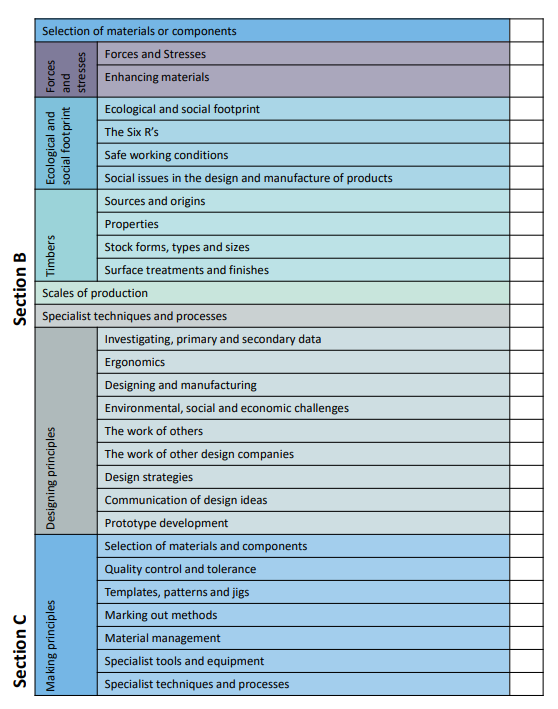 Selection of materials or components
Forces
and
stresses
Forces and Stresses
Enhancing materials
Ecological and
social footprint
Ecological and social footprint
The Six R’s
Safe working conditions
Social issues in the design and manufacture of products
Section B
Timbers
Sources and origins
Properties
Stock forms, types and sizes
Surface treatments and finishes
Scales of production
Specialist techniques and processes
Designing principles
Investigating, primary and secondary data
Ergonomics
Designing and manufacturing
Environmental, social and economic challenges
The work of others
The work of other design companies
Design strategies
Communication of design ideas
Prototype development
Section C
Making principles
Selection of materials and components
Quality control and tolerance
Templates, patterns and jigs
Marking out methods
Material management
Specialist tools and equipment
Specialist techniques and processes